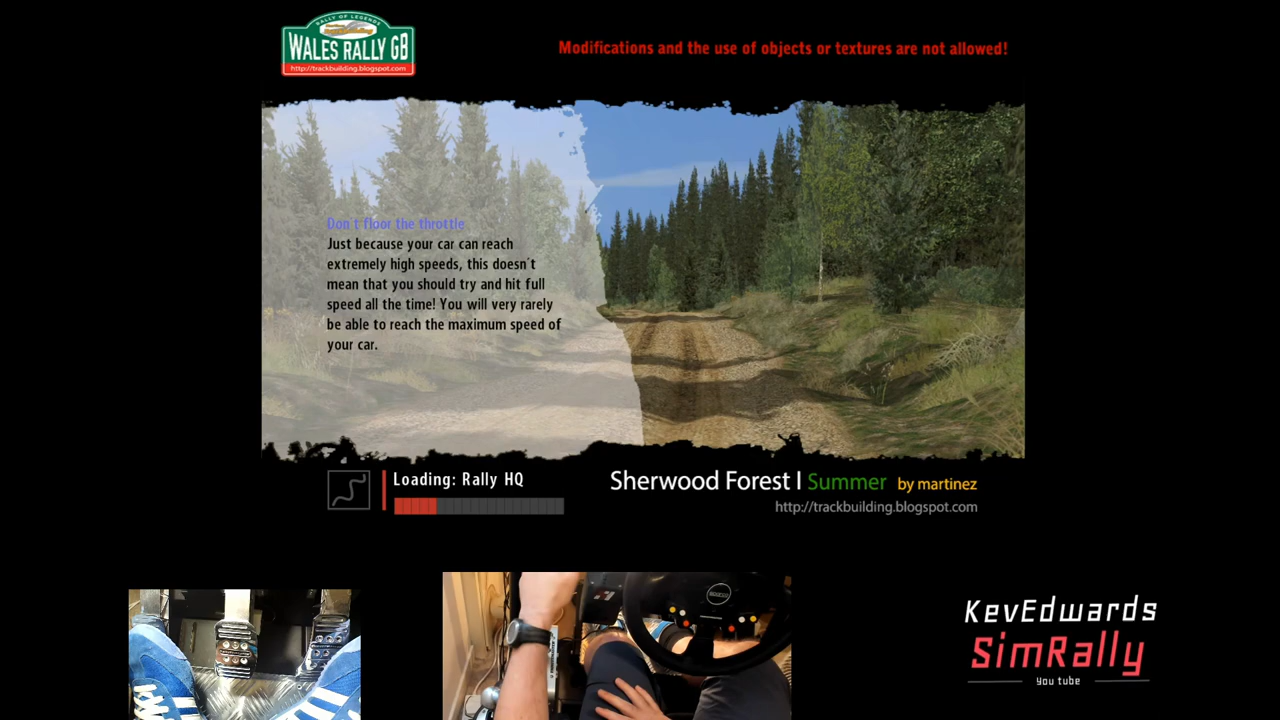 RALLY OF LEGENDS
WALES RALLY GB
http://trackbuilding.blogspot.com
Modifications and the use of objects or textures are not allowed!
Don't floor the throttle
Just because your car can reach
extremely high speeds, this doesn't
mean that you should try and hit full
speed all the time! You will very rarely
be able to reach the maximum speed of
your car.
Loading: Rally HQ
Sherwood Forest I Summer by martinez
http://trackbuilding.blogspot.com
KevEdwards
SimRally
You tube